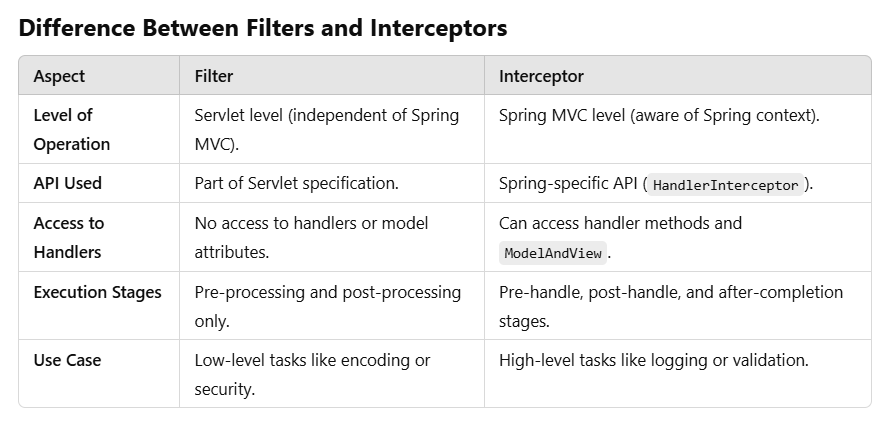 Difference Between Filters and Interceptors
Aspect Filter Interceptor
Level of Operation Servlet level (independent of Spring MVC). Spring MVC level (aware of Spring context).
API Used Part of Servlet specification. Spring-specific API (HandlerInterceptor).
Access to Handlers No access to handlers or model attributes. Can access handler methods and ModelAndView.
Execution Stages Pre-processing and post-processing only. Pre-handle, post-handle, and after-completion stages.
Use Case Low-level tasks like encoding or security. High-level tasks like logging or validation.